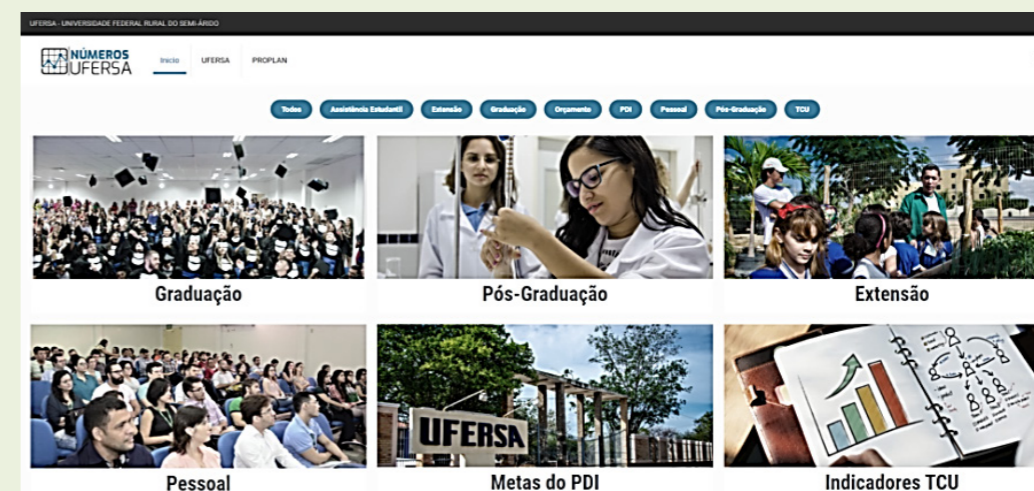 UFERSA - UNIVERSIDADE FEDERAL RURAL DO SEMI-ÁRIDO
NÚMEROS
UFERSA
Início UFERSA PROPLAN
Todos Assistência Estudantil Extensão Graduação Orçamento PDI Pessoal Pós-Graduação TCU
Graduação Pós-Graduação Extensão
UFERSA
Pessoal Metas do PDI Indicadores TCU